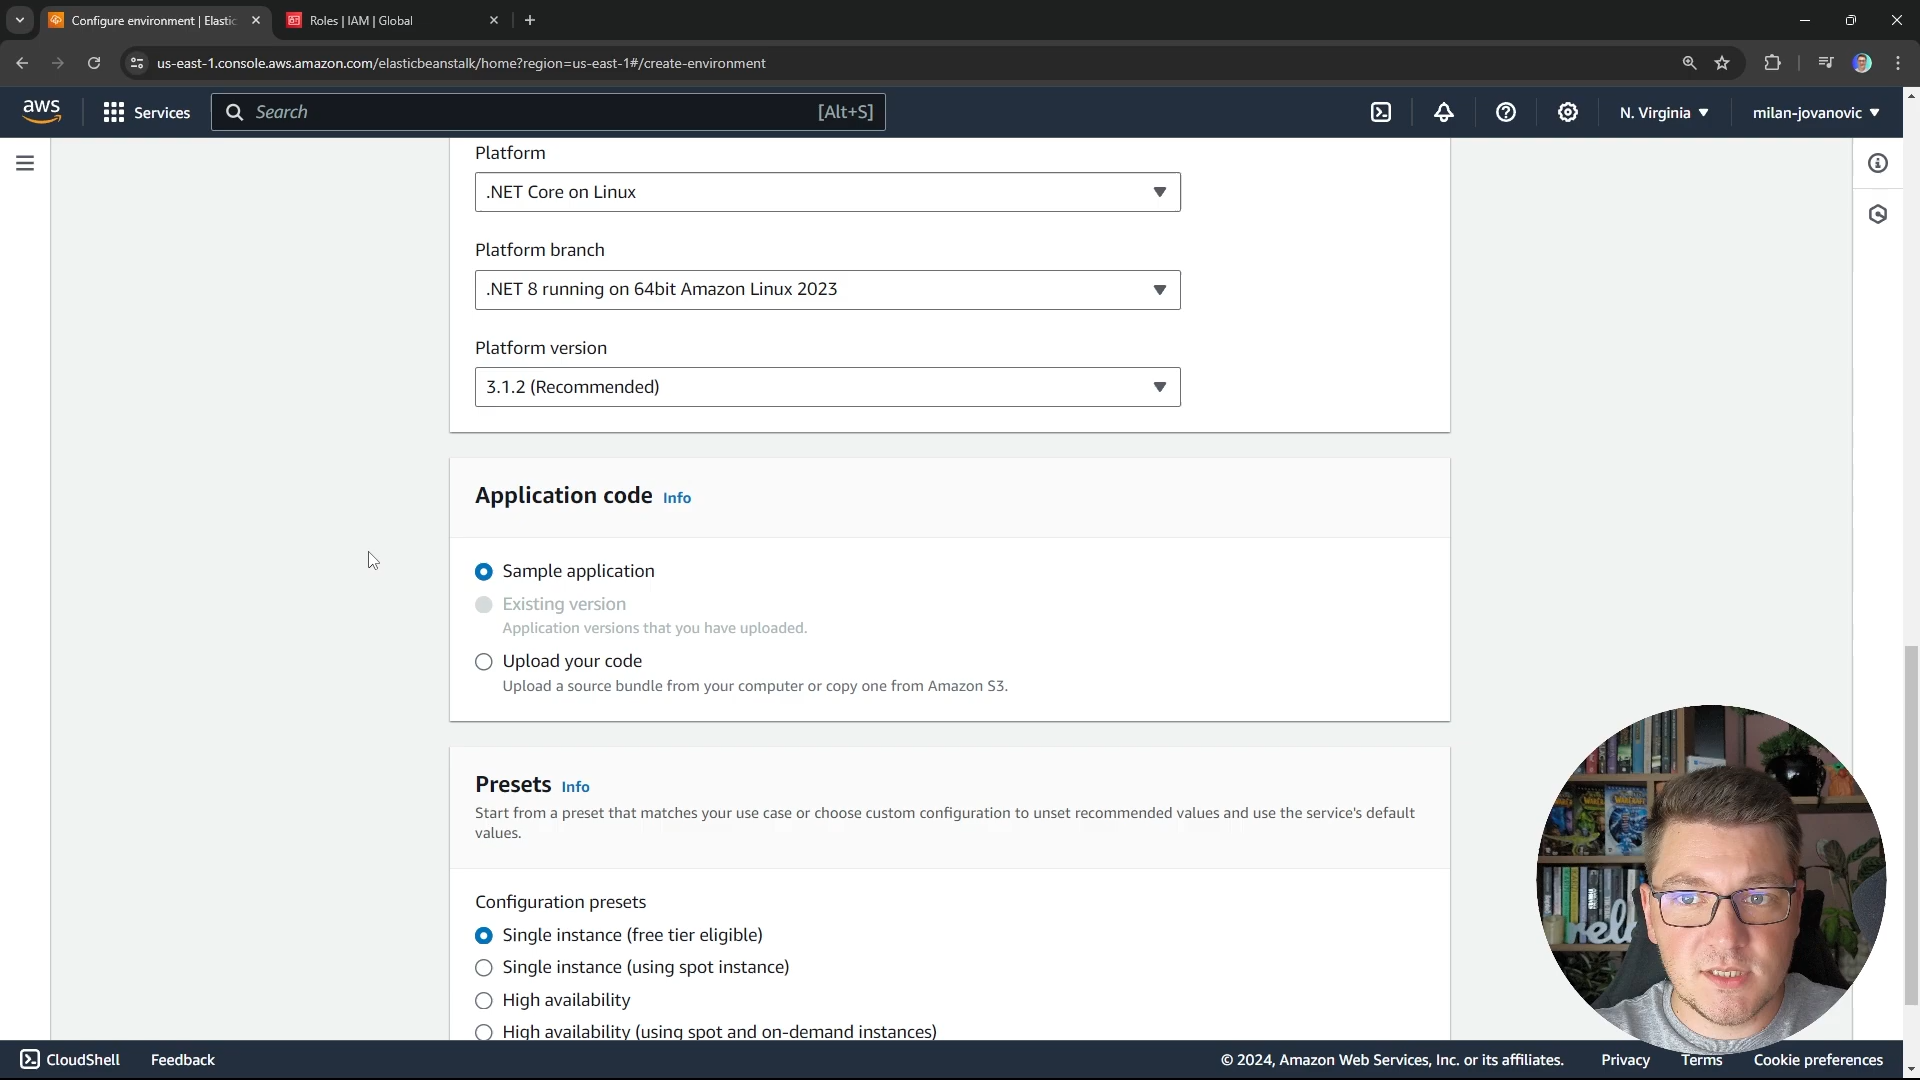 Configure environment | Elastic
Roles | IAM | Global
us-east-1.console.aws.amazon.com/elasticbeanstalk/home?region=us-east-1#/create-environment
aws
Services
Search
[Alt+S]
N. Virginia
milan-jovanovic
Platform
.NET Core on Linux
Platform branch
.NET 8 running on 64bit Amazon Linux 2023
Platform version
3.1.2 (Recommended)
Application code Info
Sample application
Existing version
Application versions that you have uploaded.
Upload your code
Upload a source bundle from your computer or copy one from Amazon S3.
Presets Info
Start from a preset that matches your use case or choose custom configuration to unset recommended values and use the service's default
values.
Configuration presets
Single instance (free tier eligible)
Single instance (using spot instance)
High availability
High availability (using spot and on-demand instances)
CloudShell
Feedback
© 2024, Amazon Web Services, Inc. or its affiliates.
Privacy
Terms
Cookie preferences